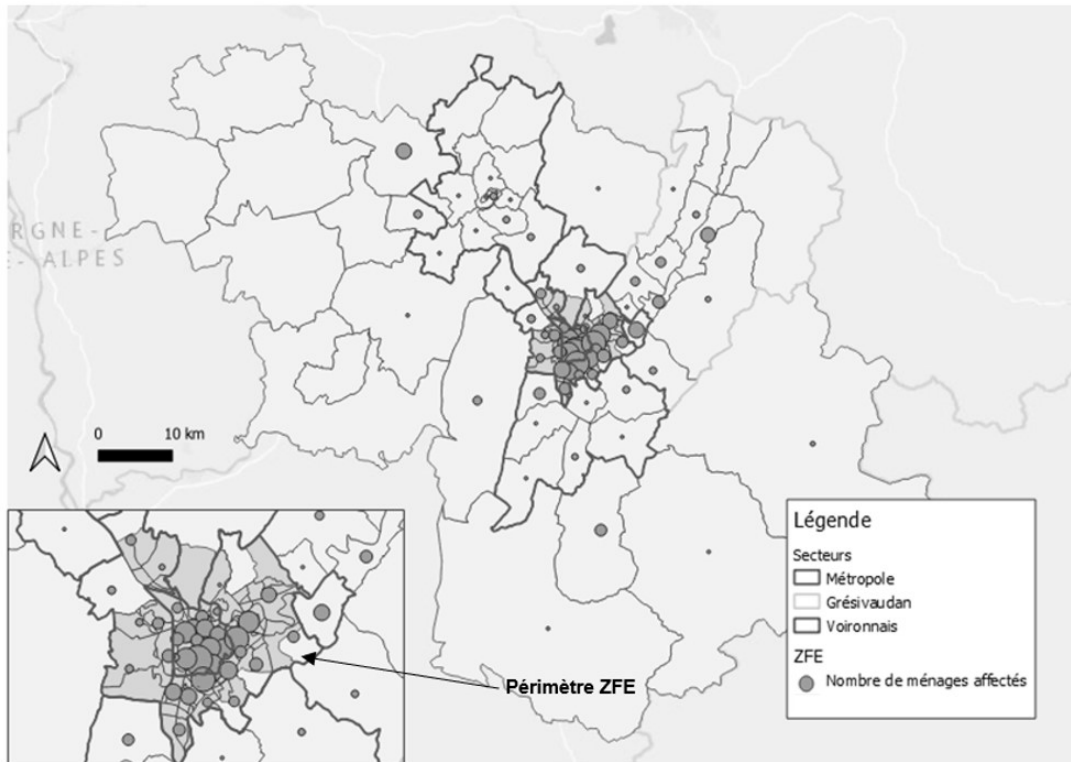 RGNE-
E- ALPES
0 10 km
Périmètre ZFE
Légende
Secteurs
Métropole
Grésivaudan
Voironnais
ZFE
Nombre de ménages affectés